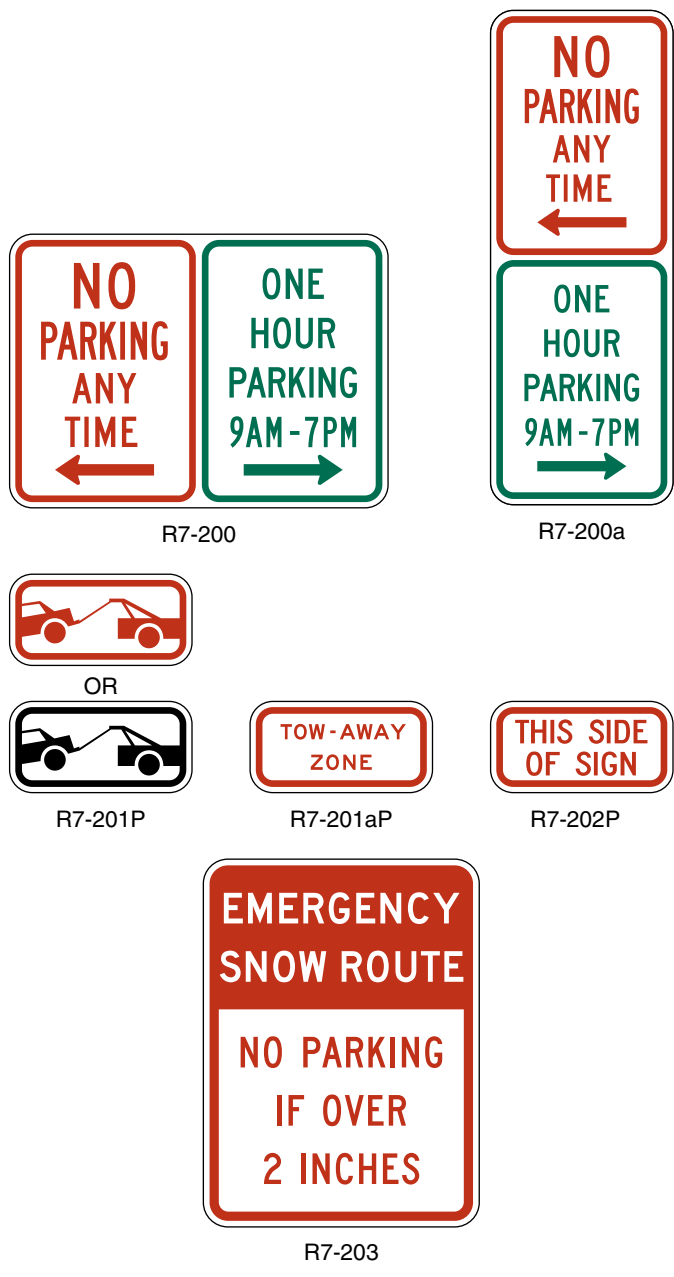 NO
PARKING
ANY
TIME
ONE
HOUR
PARKING
9AM-7PM
R7-200
NO
PARKING
ANY
TIME
ONE
HOUR
PARKING
9AM-7PM
R7-200a
OR
R7-201P
TOW-AWAY
ZONE
R7-201aP
THIS SIDE
OF SIGN
R7-202P
EMERGENCY
SNOW ROUTE
NO PARKING
IF OVER
2 INCHES
R7-203